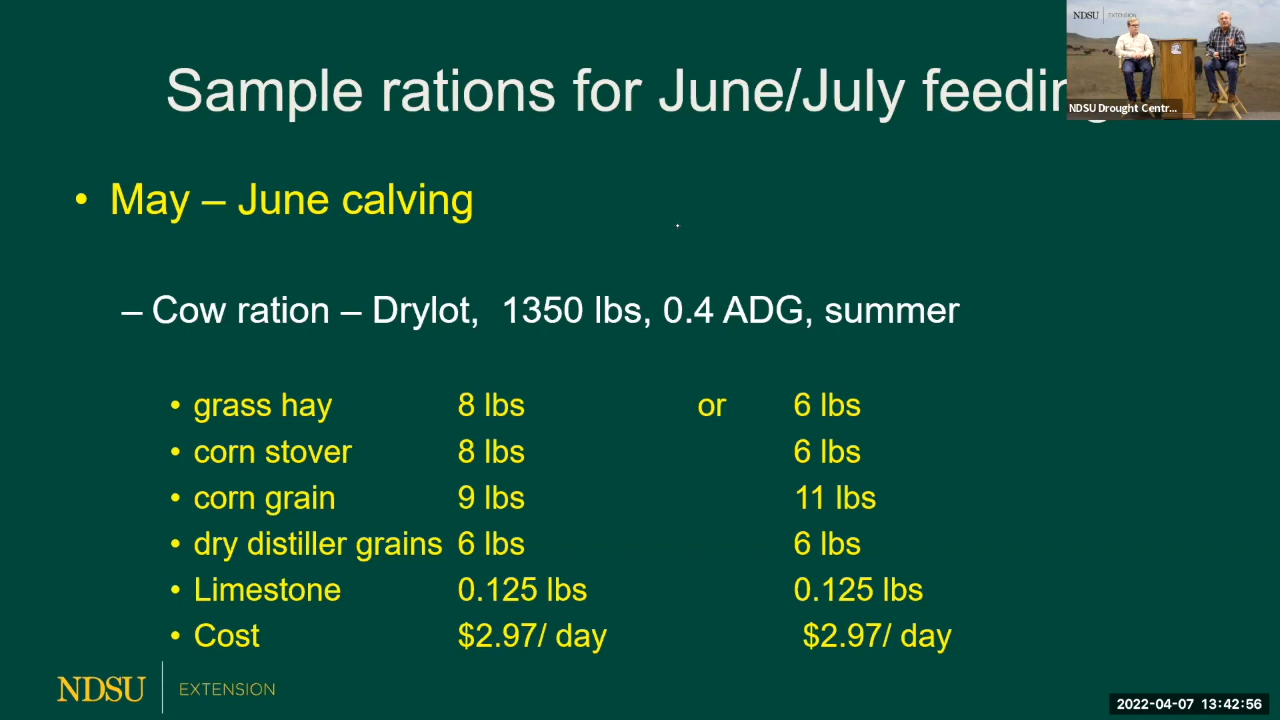 NDSU EXTENSION
Sample rations for June/July feeding
NDSU Drought Centr...
• May – June calving
– Cow ration – Drylot, 1350 lbs, 0.4 ADG, summer
• grass hay 8 lbs or 6 lbs
• corn stover 8 lbs 6 lbs
• corn grain 9 lbs 11 lbs
• dry distiller grains 6 lbs 6 lbs
• Limestone 0.125 lbs 0.125 lbs
• Cost $2.97/ day $2.97/ day
NDSU EXTENSION
2022-04-07 13:42:56